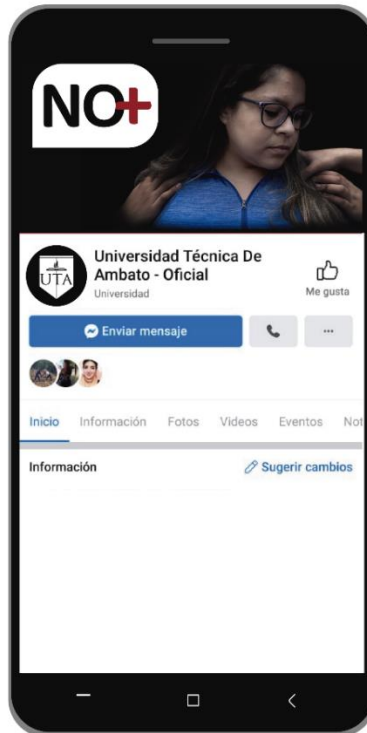 NO+
UTA
Universidad Técnica De
Ambato - Oficial
Universidad
Me gusta
Enviar mensaje
...
Inicio Información Fotos Videos Eventos Not
Información Sugerir cambios